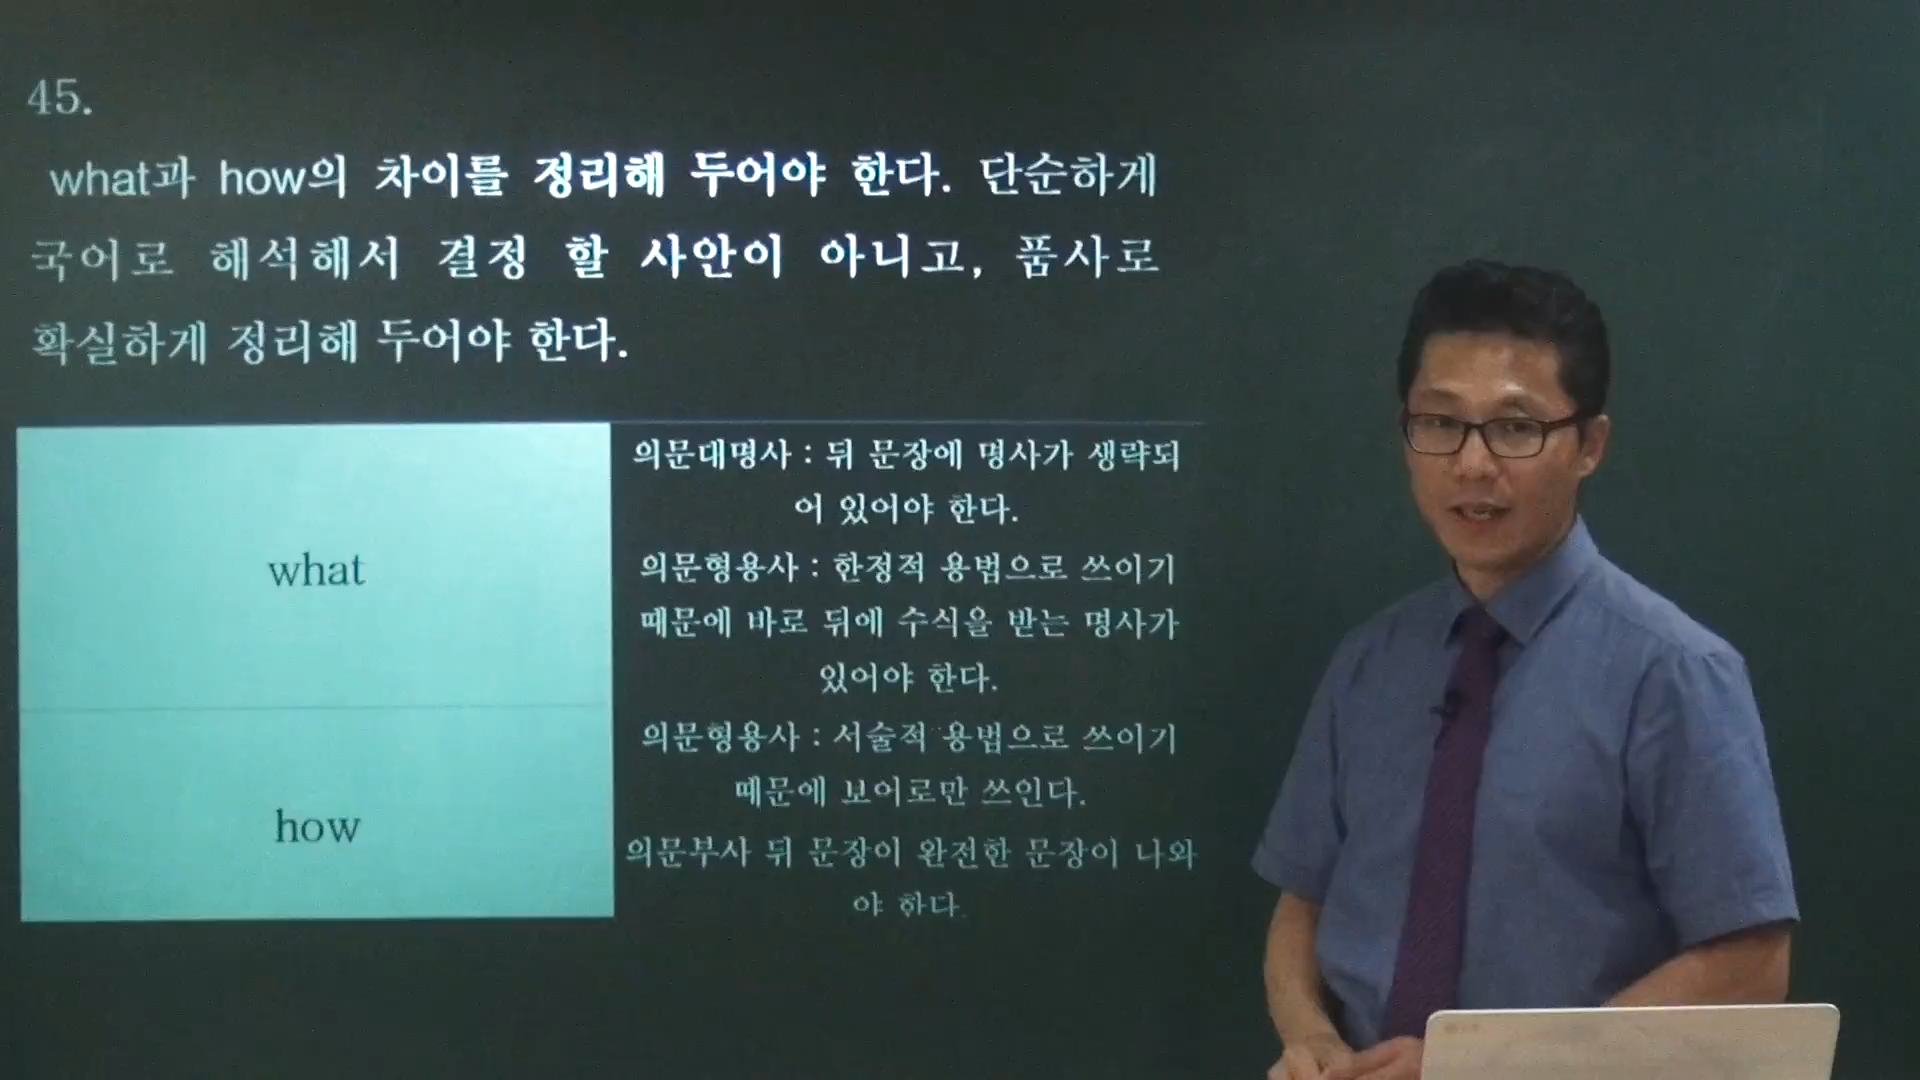 45.
what과 how의 차이를 정리해 두어야 한다. 단순하게
국어로 해석해서 결정 할 사안이 아니고, 품사로
확실하게 정리해 두어야 한다.
what
의문대명사 : 뒤 문장에 명사가 생략되
어 있어야 한다.
의문형용사 : 한정적 용법으로 쓰이기
때문에 바로 뒤에 수식을 받는 명사가
있어야 한다.
how
의문형용사 : 서술적 용법으로 쓰이기
때문에 보어로만 쓰인다.
의문부사 뒤 문장이 완전한 문장이 나와
야 한다.